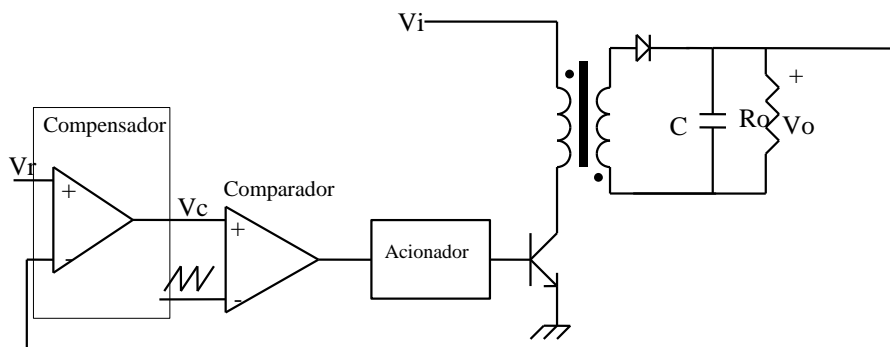 Vi
+
C
Ro
Vo
Compensador
Vr
+
-
Vc
Comparador
+
-
Acionador